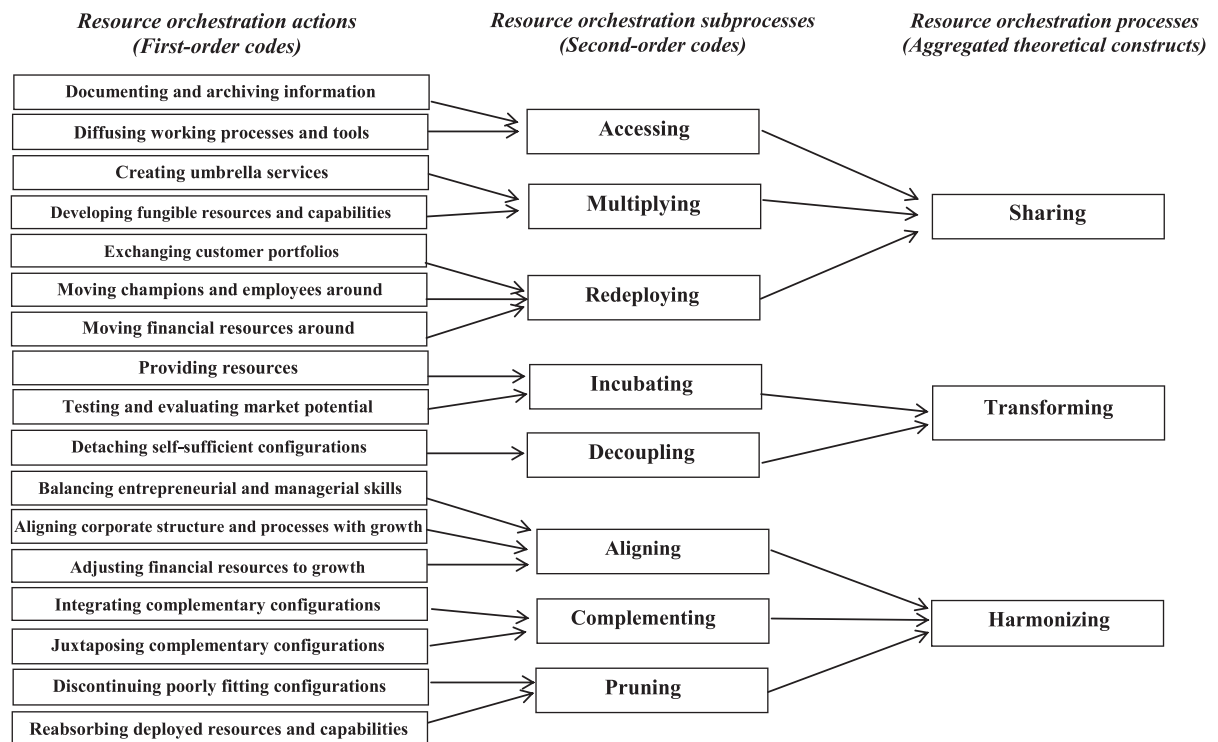 Resource orchestration actions
(First-order codes)
Resource orchestration subprocesses
(Second-order codes)
Resource orchestration processes
(Aggregated theoretical constructs)
Documenting and archiving information
Diffusing working processes and tools
Creating umbrella services
Developing fungible resources and capabilities
Exchanging customer portfolios
Moving champions and employees around
Moving financial resources around
Providing resources
Testing and evaluating market potential
Detaching self-sufficient configurations
Balancing entrepreneurial and managerial skills
Aligning corporate structure and processes with growth
Adjusting financial resources to growth
Integrating complementary configurations
Juxtaposing complementary configurations
Discontinuing poorly fitting configurations
Reabsorbing deployed resources and capabilities
Accessing
Multiplying
Redeploying
Incubating
Decoupling
Aligning
Complementing
Pruning
Sharing
Transforming
Harmonizing